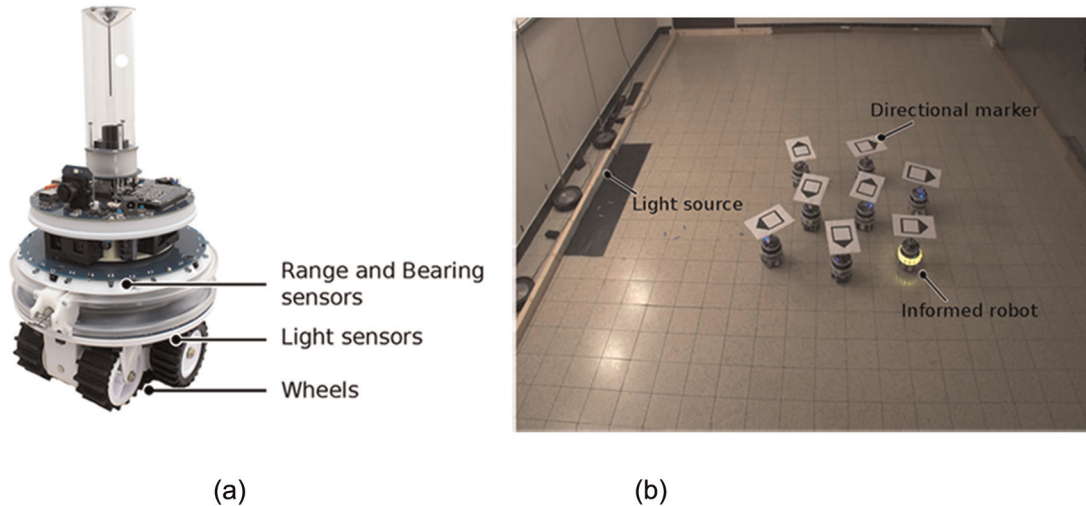 Range and Bearing
sensors
Light sensors
Wheels
Directional marker
Light source
Informed robot
(a)
(b)